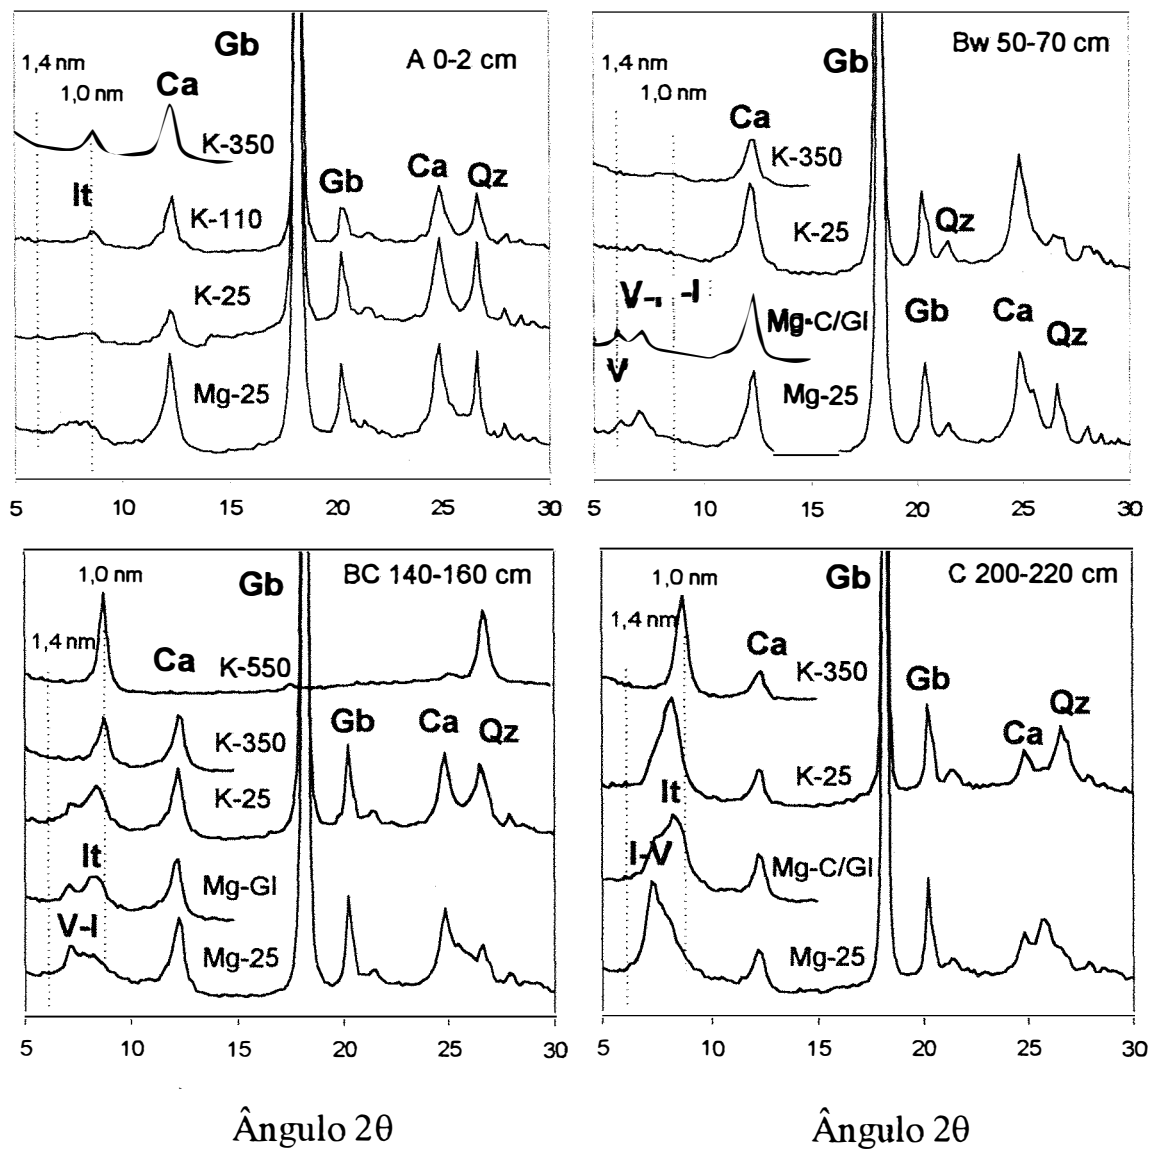 Gb
A 0-2 cm
1,4 nm
1,0 nm
Ca
K-350
It
K-110
Gb
Ca
Qz
K-25
Mg-25
5 10 15 20 25 30
Gb
Bw 50-70 cm
1,4 nm
1,0 nm
Ca
K-350
K-25
Qz
V-I -I
Mg-C/Gl
Gb
Ca
Qz
V
Mg-25
5 10 15 20 25 30
1,0 nm
Gb
BC 140-160 cm
1,4 nm
Ca
K-550
Gb
Ca
Qz
K-350
K-25
It
Mg-Gl
V-I
Mg-25
5 10 15 20 25 30
1,0 nm
Gb
C 200-220 cm
1,4 nm
Ca
K-350
Gb
Qz
Ca
K-25
It
I-V
Mg-C/Gl
Mg-25
5 10 15 20 25 30
Ângulo 2θ
Ângulo 2θ